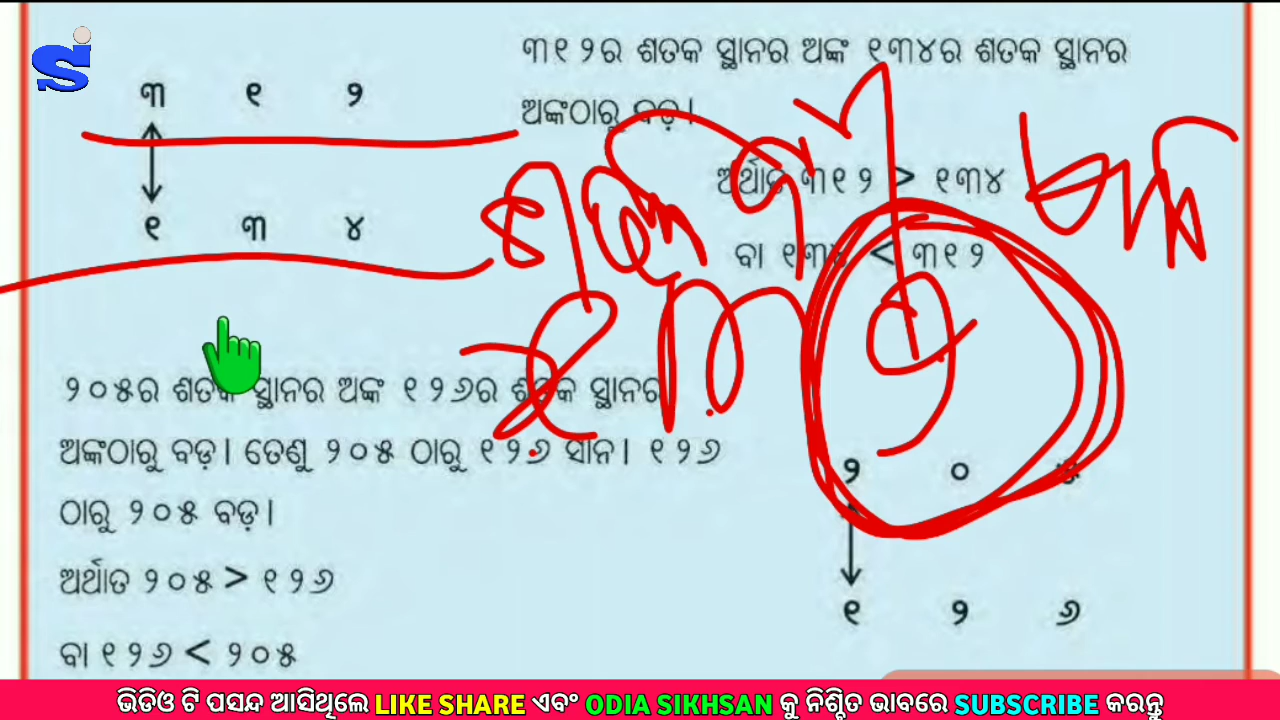 ୩ ୧ ୨
୧ ୩ ୪
୩୧୨ର ଶତକ ସ୍ଥାନର ଅଙ୍କ ୧୩୪ର ଶତକ ସ୍ଥାନର
ଅଙ୍କଠାରୁ ବଡ଼।
ଅର୍ଥାତ ୩୧୨ > ୧୩୪
ବା ୧୩୪ < ୩୧୨
୨୦୫ର ଶତକ ସ୍ଥାନର ଅଙ୍କ ୧୨୬ର ଶତକ ସ୍ଥାନର
ଅଙ୍କଠାରୁ ବଡ଼। ତେଣୁ ୨୦୫ ଠାରୁ ୧୨୬ ସାନ। ୧୨୬
ଠାରୁ ୨୦୫ ବଡ଼।
ଅର୍ଥାତ ୨୦୫ > ୧୨୬
ବା ୧୨୬ < ୨୦୫
୨ ୦ ୫
୧ ୨ ୬
ଭିଡିଓ ଟି ପସନ୍ଦ ଆସିଥିଲେ LIKE SHARE ଏବଂ ODIA SIKHSAN କୁ ନିଶ୍ଚିତ ଭାବରେ SUBSCRIBE କରନ୍ତୁ